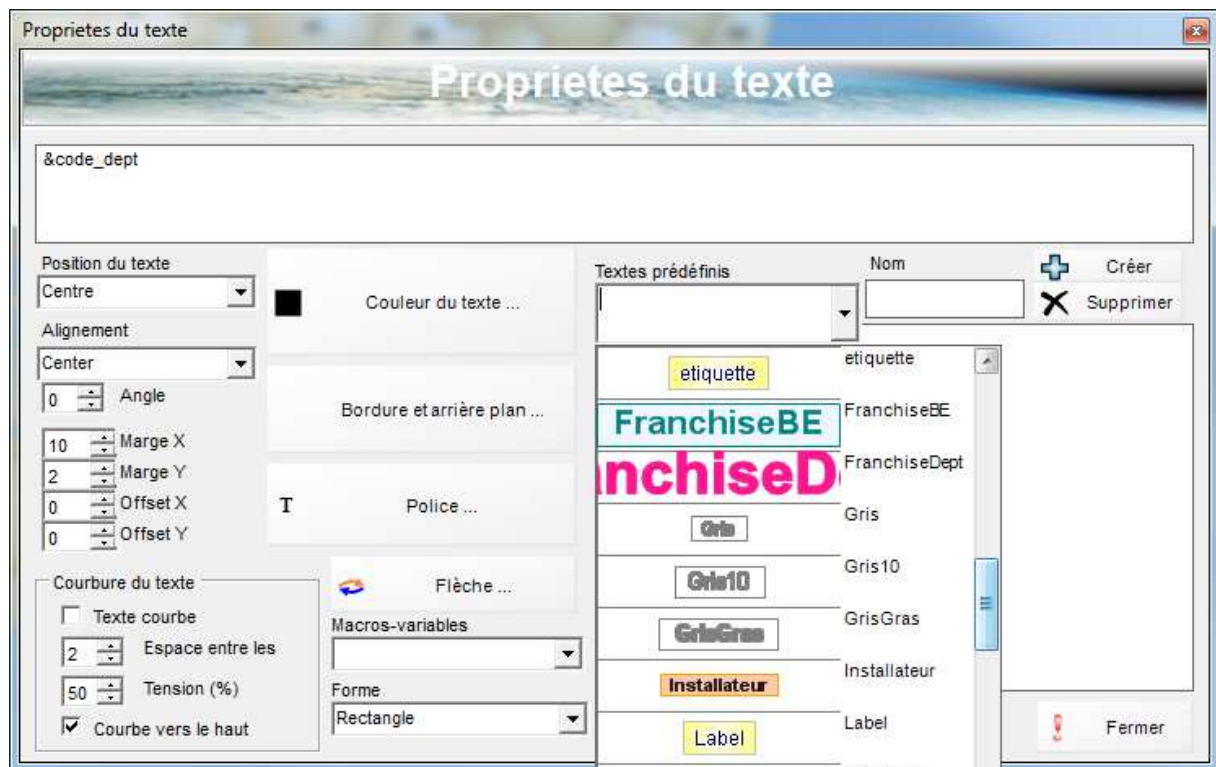 Proprietes du texte
Proprietes du texte
&code_dept
Position du texte
Centre
Alignement
Center
0 Angle
10 Marge X
2 Marge Y
0 Offset X
0 Offset Y
Couleur du texte ...
Bordure et arrière plan ...
T Police ...
Flèche ...
Courbure du texte
Texte courbe
2 Espace entre les
50 Tension (%)
Courbe vers le haut
Macros-variables
Forme
Rectangle
Textes prédéfinis
Nom
Créer
Supprimer
etiquette etiquette
FranchiseBE FranchiseBE
nchiseD FranchiseDept
Gris Gris
Gris10 Gris10
GrisGras GrisGras
Installateur Installateur
Label Label
Fermer